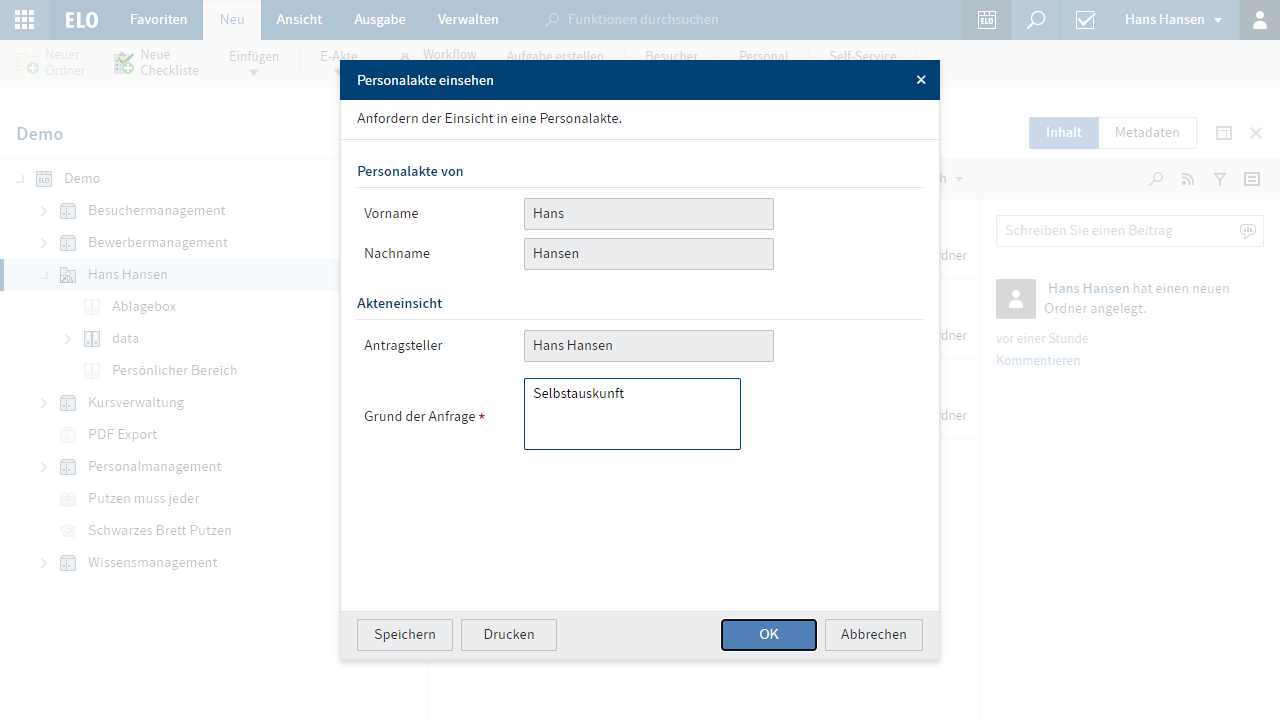 ELO
Favoriten
Neu
Ansicht
Ausgabe
Verwalten
Funktionen durchsuchen
ELO
Hans Hansen
Neuer
Ordner
Neue
Checkliste
Einfügen
E-Akte
Workflow
Aufgabe erstellen
Besucher
Personal
Self-Service
Personalakte einsehen
Anfordern der Einsicht in eine Personalakte.
Demo
Inhalt
Metadaten
ELO
Demo
Besuchermanagement
Bewerbermanagement
Hans Hansen
Ablagebox
data
Persönlicher Bereich
Kursverwaltung
PDF Export
Personalmanagement
Putzen muss jeder
Schwarzes Brett Putzen
Wissensmanagement
Personalakte von
Vorname
Hans
Nachname
Hansen
Akteneinsicht
Antragsteller
Hans Hansen
Grund der Anfrage *
Selbstauskunft
Speichern
Drucken
OK
Abbrechen
Schreiben Sie einen Beitrag
Hans Hansen hat einen neuen
Ordner angelegt.
vor einer Stunde
Kommentieren